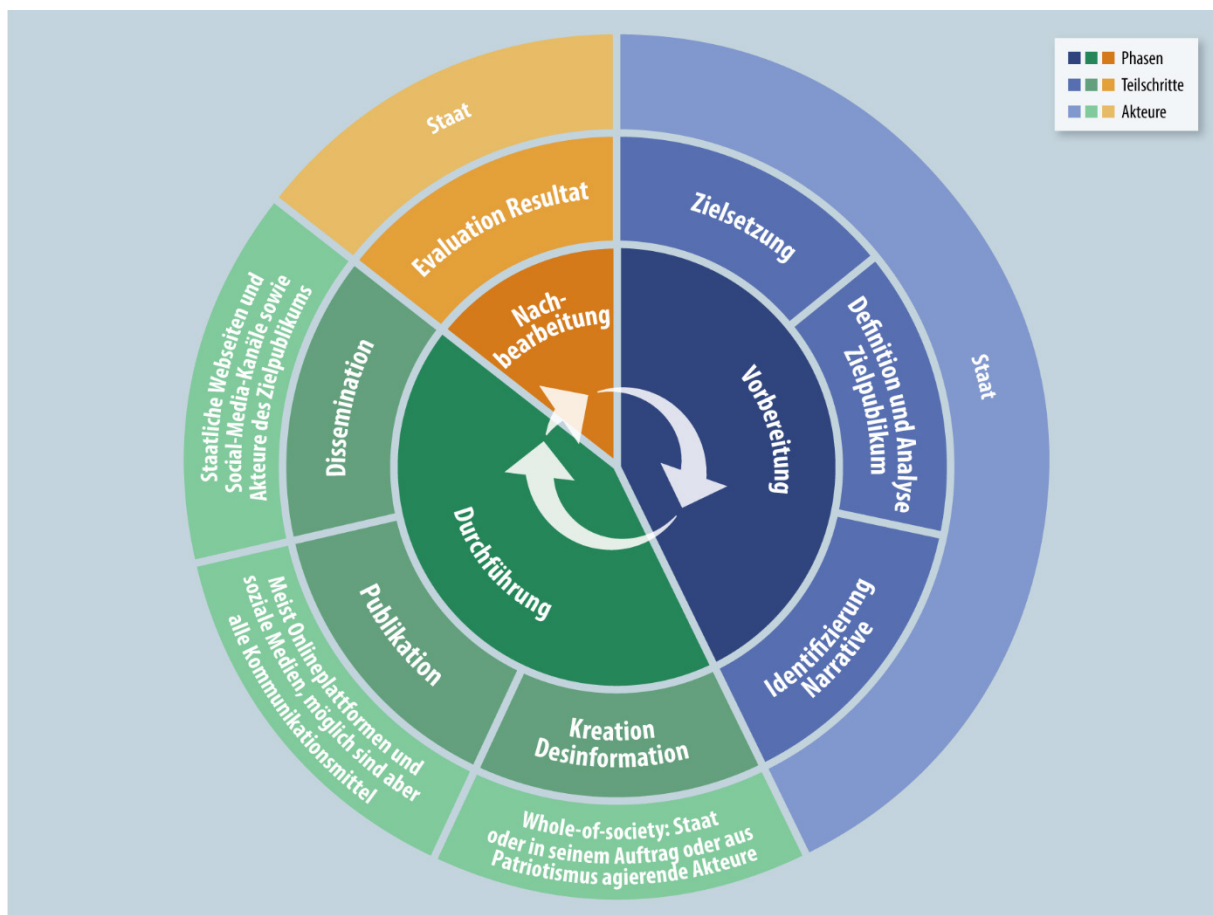 Phasen
Teilschritte
Akteure
Staat
Zielsetzung
Definition und Analyse
Zielpublikum
Identifizierung
Narrative
Vorbereitung
Staat
Kreation
Desinformation
Whole-of-society: Staat
oder in seinem Auftrag oder aus
Patriotismus agierende Akteure
Durchführung
Publikation
Meist Onlineplattformen und
soziale Medien, möglich sind aber
alle Kommunikationsmittel
Dissemination
Staatliche Webseiten und
Social-Media-Kanäle sowie
Akteure des Zielpublikums
Nach-
bearbeitung
Evaluation Resultat